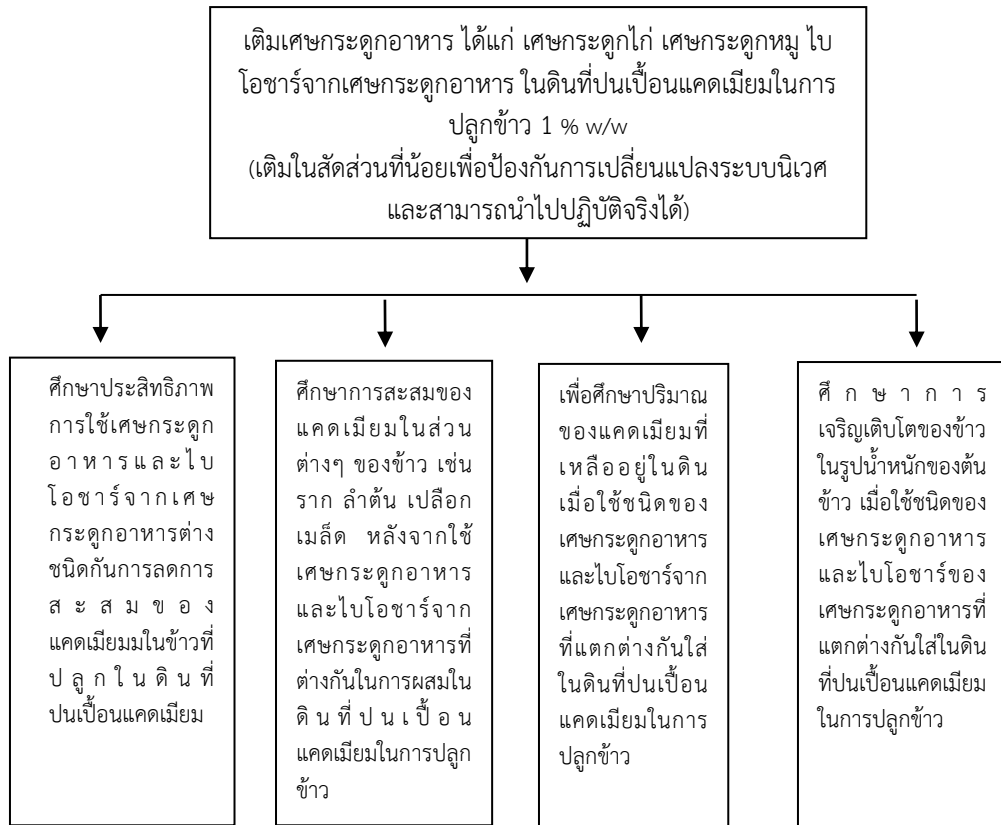 เติมเศษกระดูกอาหาร ได้แก่ เศษกระดูกไก่ เศษกระดูกหมู ไบ
โอชาร์จากเศษกระดูกอาหาร ในดินที่ปนเปื้อนแคดเมียมในการ
ปลูกข้าว 1 % w/w
(เติมในสัดส่วนที่น้อยเพื่อป้องกันการเปลี่ยนแปลงระบบนิเวศ
และสามารถนำไปปฏิบัติจริงได้)
ศึกษาประสิทธิภาพ
การใช้เศษกระดูก
อาหารและไบ
โอชาร์จากเศษ
กระดูกอาหารต่าง
ชนิดกันการลดการ
สะสมของ
แคดเมียมมในข้าวที่
ปลูกในดินที่
ปนเปื้อนแคดเมียม
ศึกษาการสะสมของ
แคดเมียมในส่วน
ต่างๆ ของข้าว เช่น
ราก ลำต้น เปลือก
เมล็ด หลังจากใช้
เศษกระดูกอาหาร
และไบโอชาร์จาก
เศษกระดูกอาหารที่
ต่างกันในการผสมใน
ดินที่ปนเปื้อน
แคดเมียมในการปลูก
ข้าว
เพื่อศึกษาปริมาณ
ของแคดเมียมที่
เหลืออยู่ในดิน
เมื่อใช้ชนิดของ
เศษกระดูกอาหาร
และไบโอชาร์จาก
เศษกระดูกอาหาร
ที่แตกต่างกันใส่
ในดินที่ปนเปื้อน
แคดเมียมในการ
ปลูกข้าว
ศึกษาการ
เจริญเติบโตของข้าว
ในรูปน้ำหนักของต้น
ข้าว เมื่อใช้ชนิดของ
เศษกระดูกอาหาร
และไบโอชาร์ของ
เศษกระดูกอาหารที่
แตกต่างกันใส่ในดิน
ที่ปนเปื้อนแคดเมียม
ในการปลูกข้าว